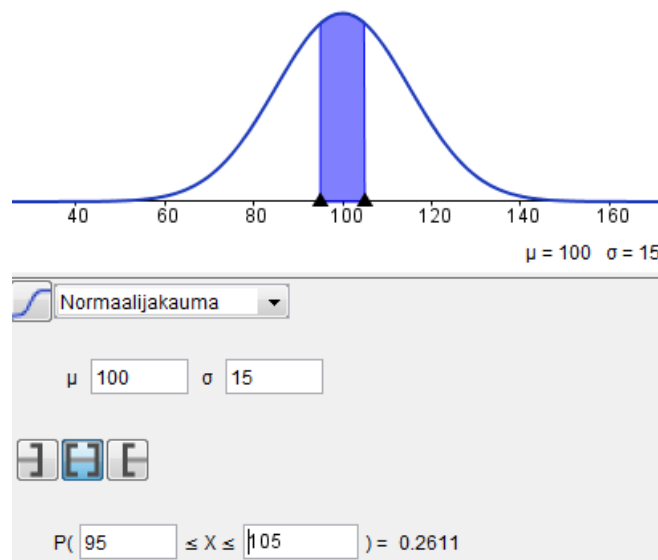 40 60 80 100 120 140 160
μ = 100 σ = 15
Normaalijakauma
μ 100 σ 15
P( 95 ≤ X ≤ 105 ) = 0.2611